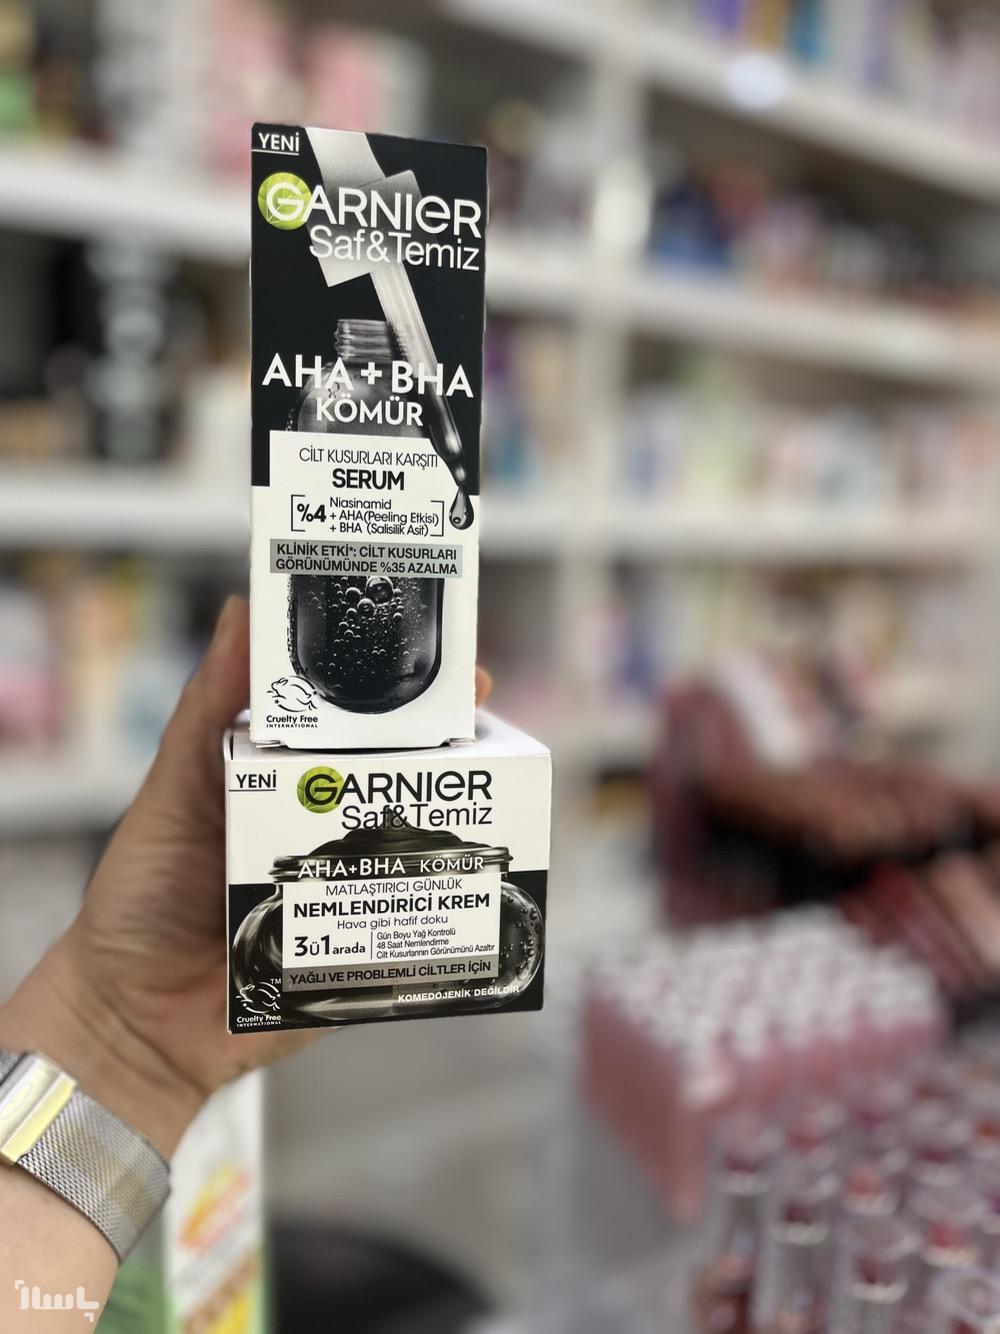 YENİ
GARNIER
Saf&Temiz
AHA + BHA
KÖMÜR
CİLT KUSURLARI KARŞITI
SERUM
%4 Niasinamid
+ AHA(Peeling Etkisi)
+ BHA (Salisilik Asit)
KLİNİK ETKİ*: CİLT KUSURLARI
GÖRÜNÜMÜNDE %35 AZALMA
Cruelty Free
INTERNATIONAL
YENİ
GARNIER
Saf&Temiz
AHA+BHA KÖMÜR
MATLAŞTIRICI GÜNLÜK
NEMLENDİRİCİ KREM
Hava gibi hafif doku
3ü1 arada
Gün Boyu Yağ Kontrolü
48 Saat Nemlendirme
Cilt Kusurlarının Görünümünü Azaltır
YAĞLI VE PROBLEMLİ CİLTLER İÇİN
KOMEDOJENİK DEĞİLDİR
TM
Cruelty Free
INTERNATIONAL
باسلام